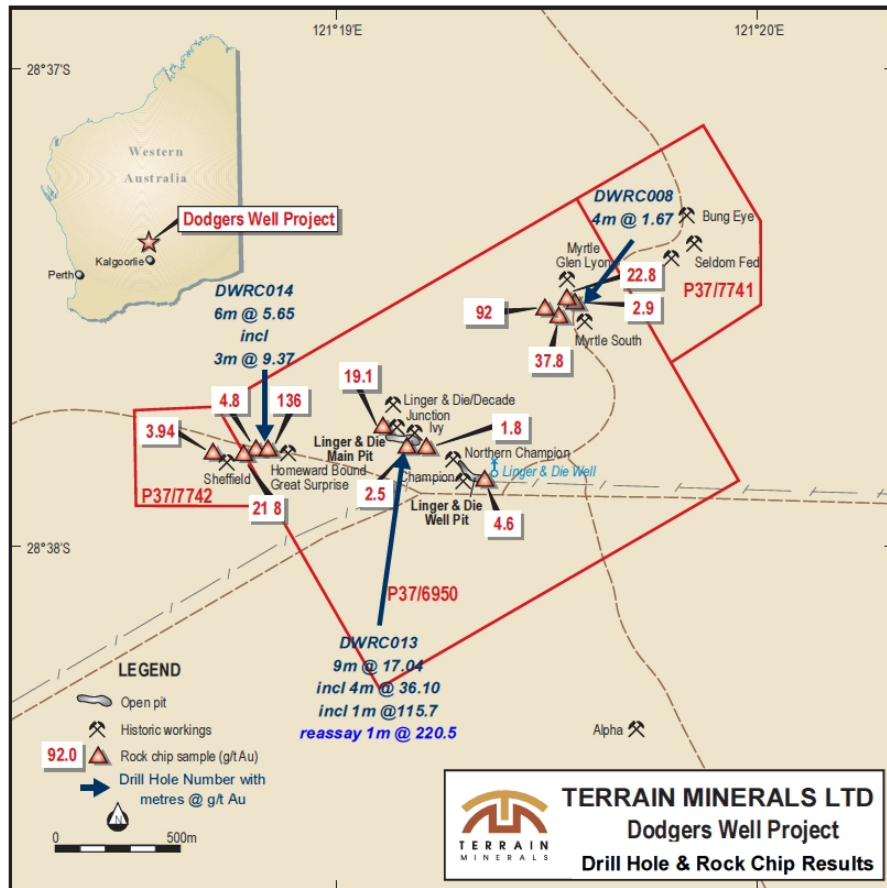 121°19'E
121°20'E
28°37'S
Western
Australia
Dodgers Well Project
Kalgoorlie
Perth
DWRC008
4m @ 1.67
Bung Eye
Myrtle
Glen Lyon
Seldom Fed
22.8
P37/7741
DWRC014
6m @ 5.65
incl
3m @ 9.37
92
2.9
Myrtle South
37.8
19.1
4.8
136
Linger & Die/Decade
Junction
Ivy
1.8
3.94
Linger & Die
Main Pit
Northern Champion
Homeward Bound
Great Surprise
Sheffield
Champion
Linger & Die Well
P37/7742
21 8
2.5
Linger & Die
Well Pit
4.6
28°38'S
P37/6950
DWRC013
9m @ 17.04
incl 4m @ 36.10
incl 1m @115.7
reassay 1m @ 220.5
Alpha
LEGEND
Open pit
Historic workings
92.0
Rock chip sample (g/t Au)
Drill Hole Number with
metres @ g/t Au
N
0
500m
TERRAIN
MINERALS
TERRAIN MINERALS LTD
Dodgers Well Project
Drill Hole & Rock Chip Results